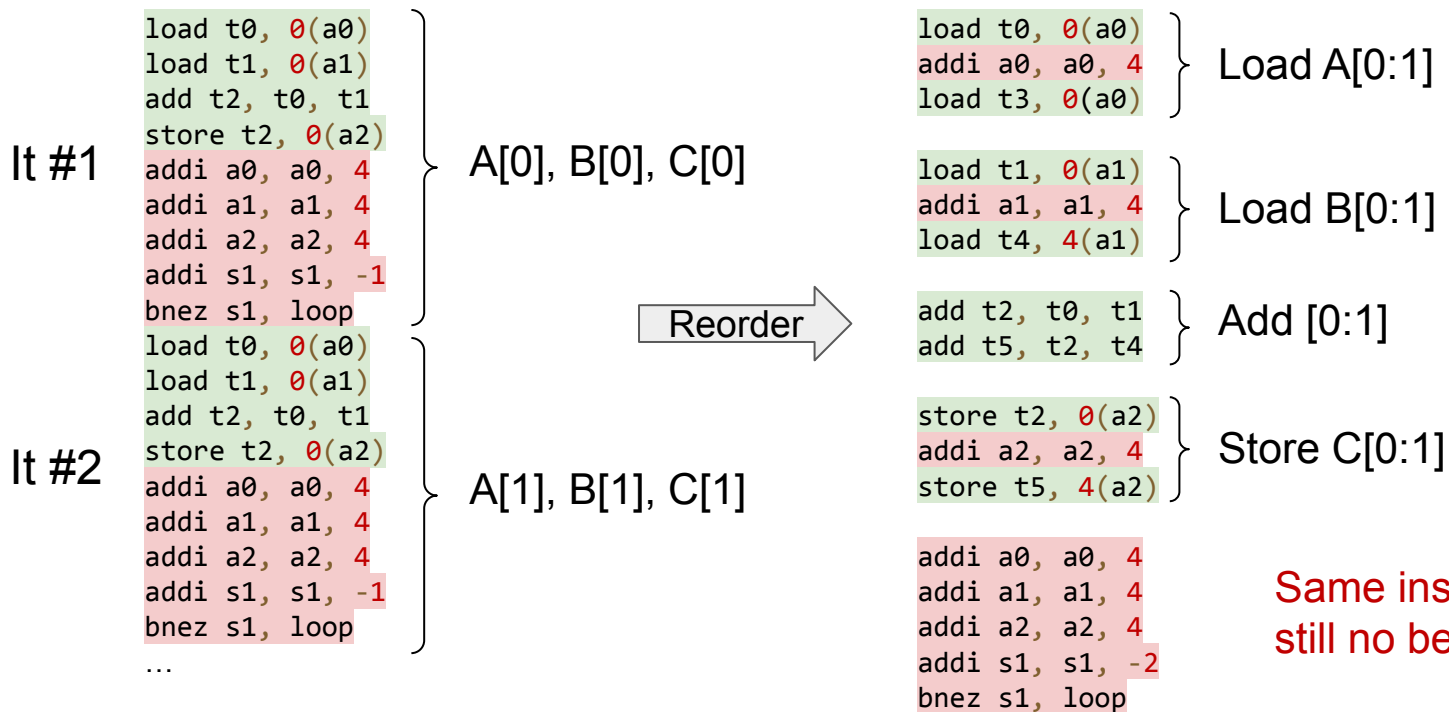 It #1
load t0, 0(a0)
load t1, 0(a1)
add t2, t0, t1
store t2, 0(a2)
addi a0, a0, 4
addi a1, a1, 4
addi a2, a2, 4
addi s1, s1, -1
bnez s1, loop
A[0], B[0], C[0]
It #2
load t0, 0(a0)
load t1, 0(a1)
add t2, t0, t1
store t2, 0(a2)
addi a0, a0, 4
addi a1, a1, 4
addi a2, a2, 4
addi s1, s1, -1
bnez s1, loop
…
A[1], B[1], C[1]
Reorder
load t0, 0(a0)
addi a0, a0, 4
load t3, 0(a0)
Load A[0:1]
load t1, 0(a1)
addi a1, a1, 4
load t4, 4(a1)
Load B[0:1]
add t2, t0, t1
add t5, t2, t4
Add [0:1]
store t2, 0(a2)
addi a2, a2, 4
store t5, 4(a2)
Store C[0:1]
addi a0, a0, 4
addi a1, a1, 4
addi a2, a2, 4
addi s1, s1, -2
bnez s1, loop
Same
still no